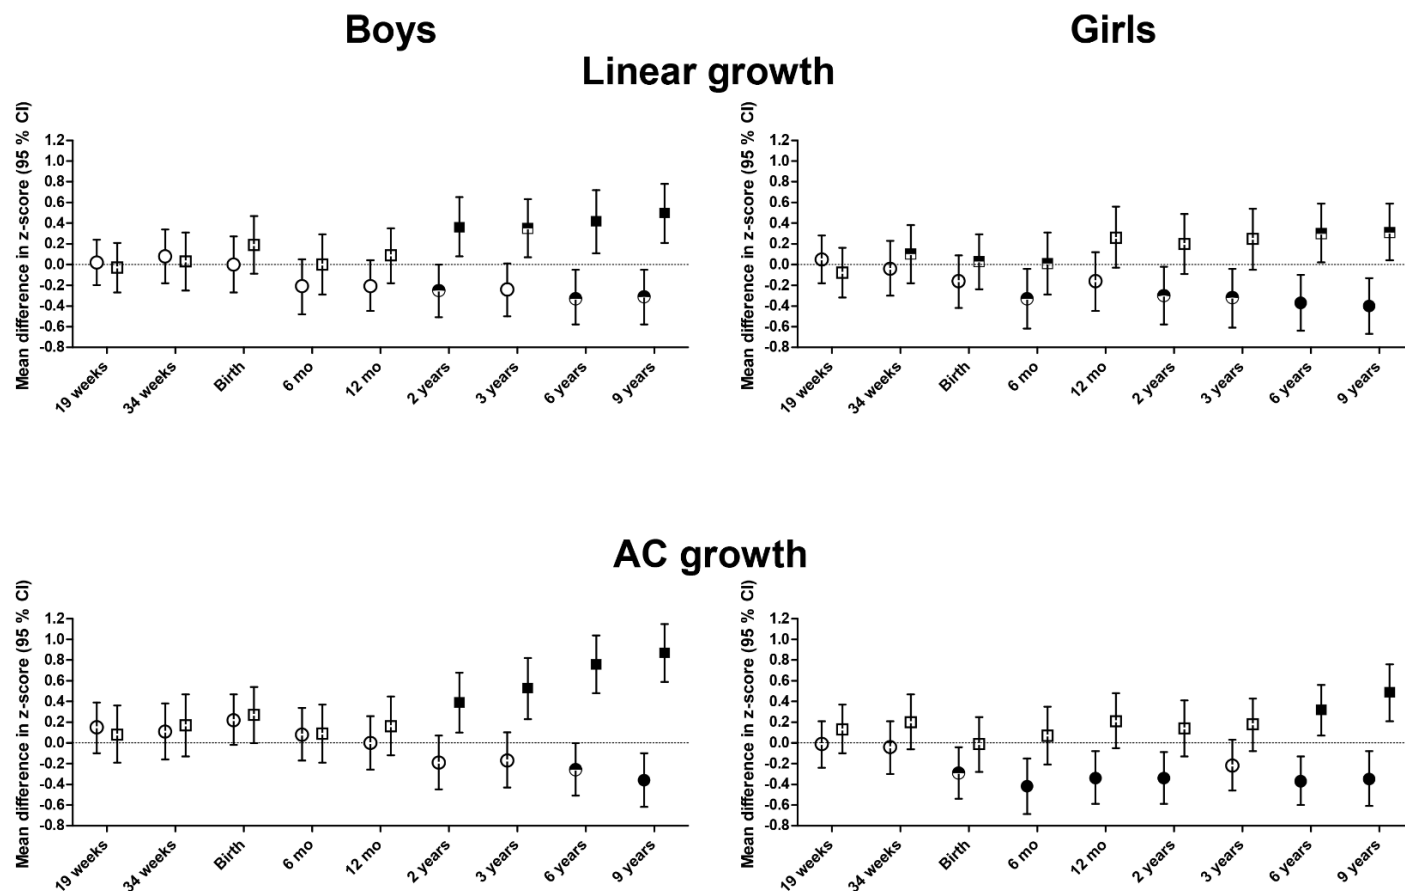 Boys
Girls
Linear growth
Mean difference in z-score (95 % CI)
1.2
1.0
0.8
0.6
0.4
0.2
0.0
-0.2
-0.4
-0.6
-0.8
19 weeks
34 weeks
Birth
6 mo
12 mo
2 years
3 years
6 years
9 years
Mean difference in z-score (95 % CI)
1.2
1.0
0.8
0.6
0.4
0.2
0.0
-0.2
-0.4
-0.6
-0.8
19 weeks
34 weeks
Birth
6 mo
12 mo
2 years
3 years
6 years
9 years
AC growth
Mean difference in z-score (95 % CI)
1.2
1.0
0.8
0.6
0.4
0.2
0.0
-0.2
-0.4
-0.6
-0.8
19 weeks
34 weeks
Birth
6 mo
12 mo
2 years
3 years
6 years
9 years
Mean difference in z-score (95 % CI)
1.2
1.0
0.8
0.6
0.4
0.2
0.0
-0.2
-0.4
-0.6
-0.8
19 weeks
34 weeks
Birth
6 mo
12 mo
2 years
3 years
6 years
9 years